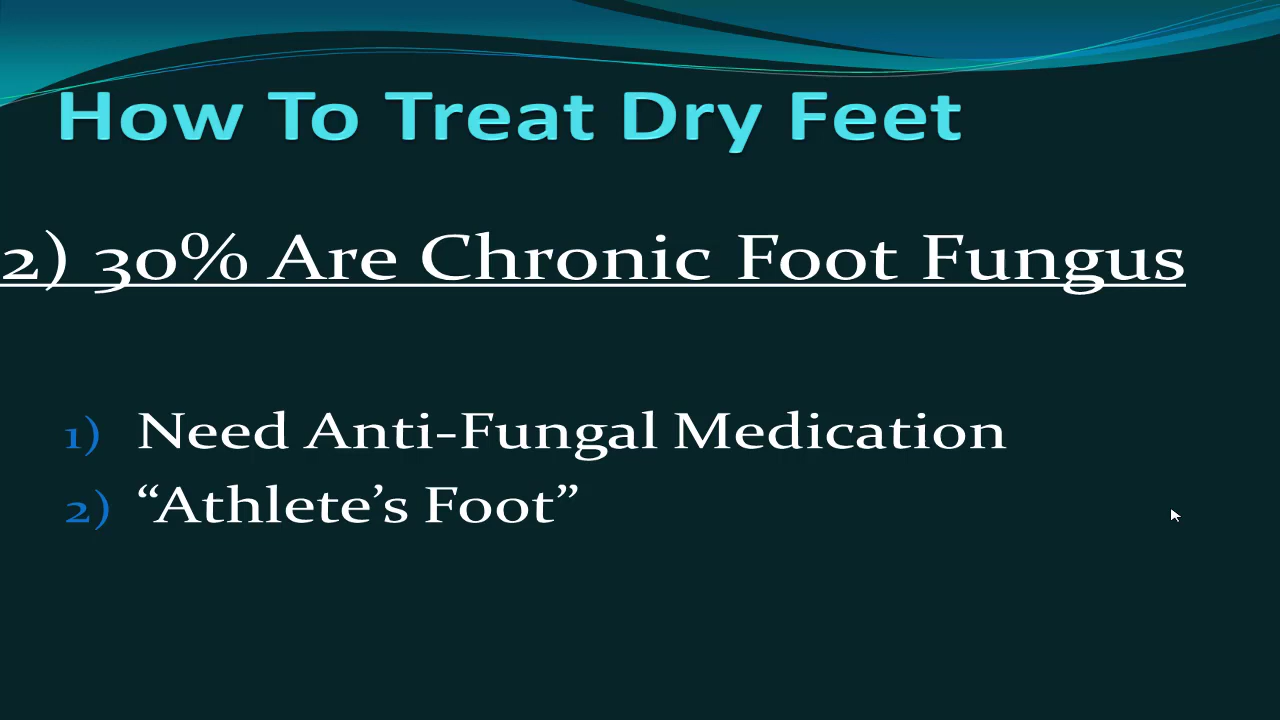 How To Treat Dry Feet
2) 30% Are Chronic Foot Fungus
1) Need Anti-Fungal Medication
2) “Athlete’s Foot”